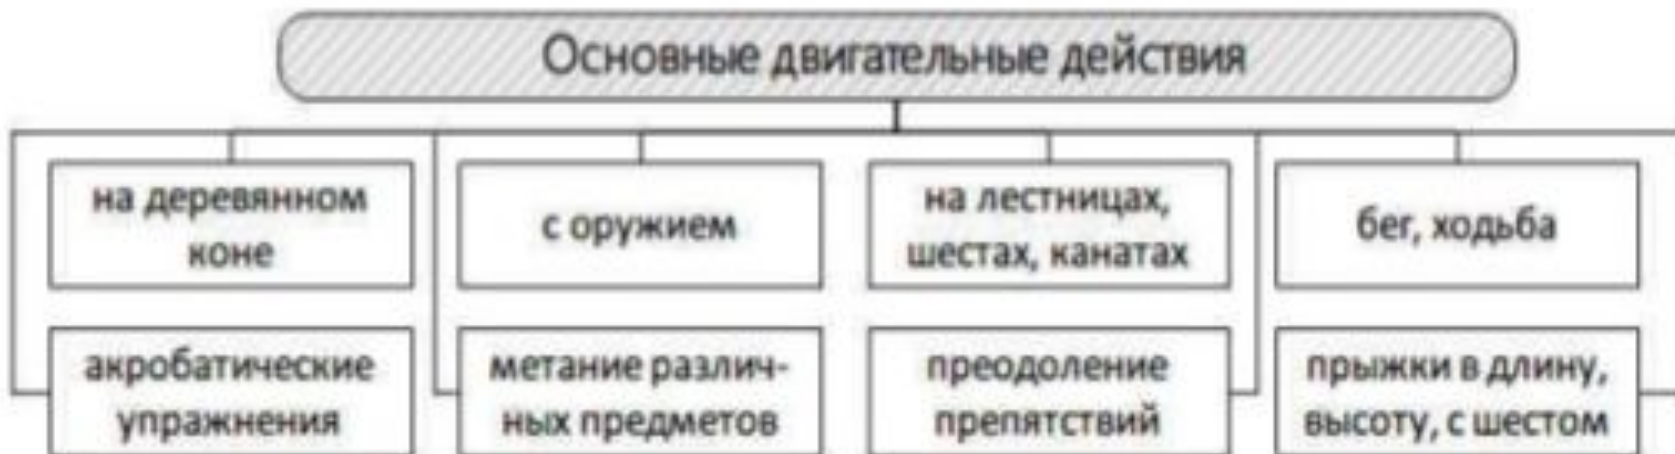 Основные двигательные действия
на деревянном
коне
с оружием
на лестницах,
шестах, канатах
бег, ходьба
акробатические
упражнения
метание различ-
ных предметов
преодоление
препятствий
прыжки в длину,
высоту, с шестом